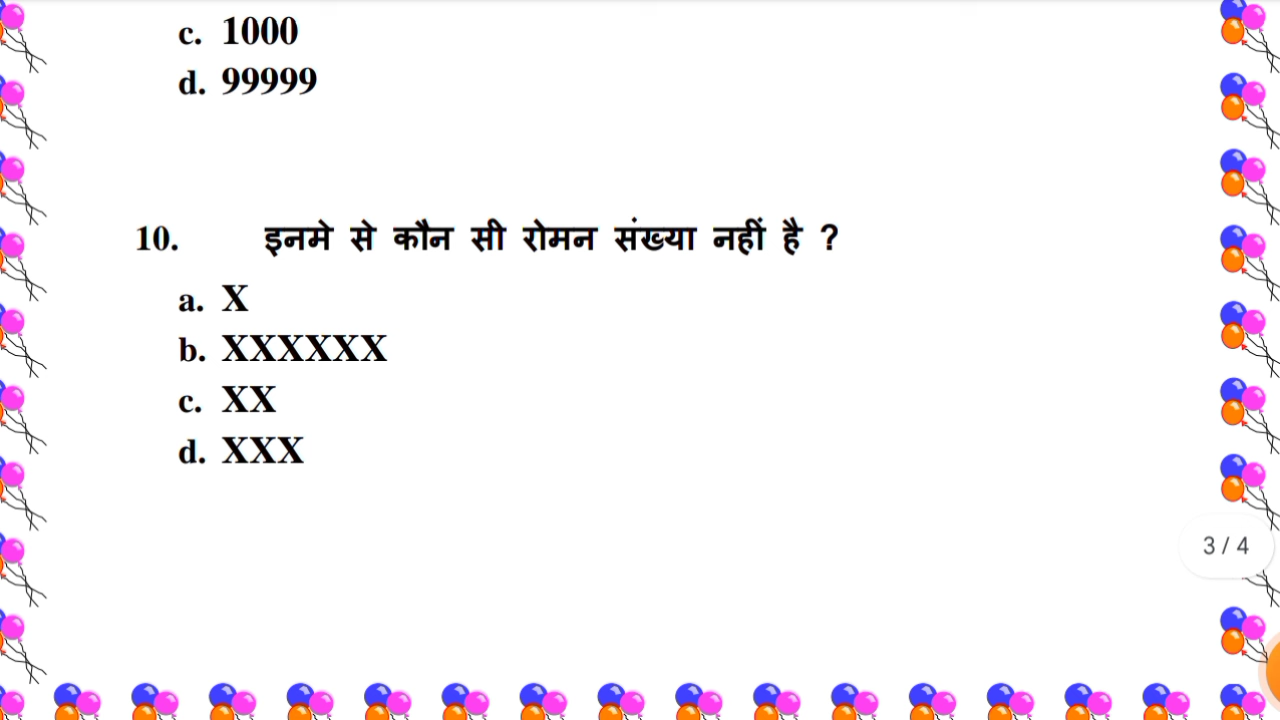 c. 1000
d. 99999
10. इनमे से कौन सी रोमन संख्या नहीं है ?
a. X
b. XXXXXX
c. XX
d. XXX
3 / 4